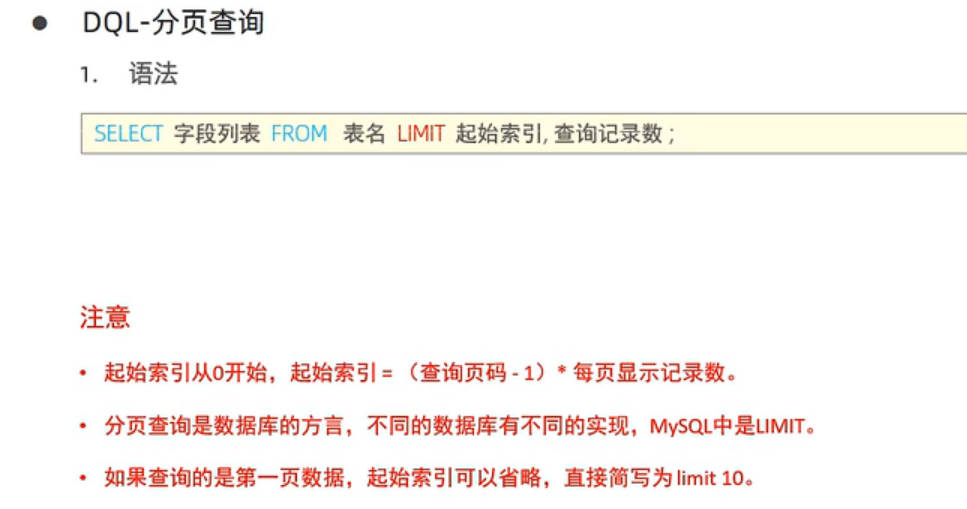 ● DQL-分页查询
1. 语法
SELECT 字段列表 FROM 表名 LIMIT 起始索引, 查询记录数 ;
注意
• 起始索引从0开始，起始索引 = （查询页码 - 1）* 每页显示记录数。
• 分页查询是数据库的方言，不同的数据库有不同的实现，MySQL中是LIMIT。
• 如果查询的是第一页数据，起始索引可以省略，直接简写为 limit 10。